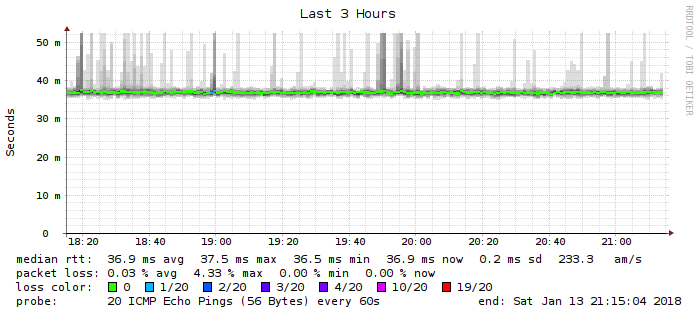 Last 3 Hours
RRDTOOL / TOBI OETIKER
Seconds
50 m
40 m
30 m
20 m
10 m
0
18:20 18:40 19:00 19:20 19:40 20:00 20:20 20:40 21:00
median rtt: 36.9 ms avg 37.5 ms max 36.5 ms min 36.9 ms now 0.2 ms sd 233.3 am/s
packet loss: 0.03 % avg 4.33 % max 0.00 % min 0.00 % now
loss color: 0 1/20 2/20 3/20 4/20 10/20 19/20
probe: 20 ICMP Echo Pings (56 Bytes) every 60s end: Sat Jan 13 21:15:04 2018